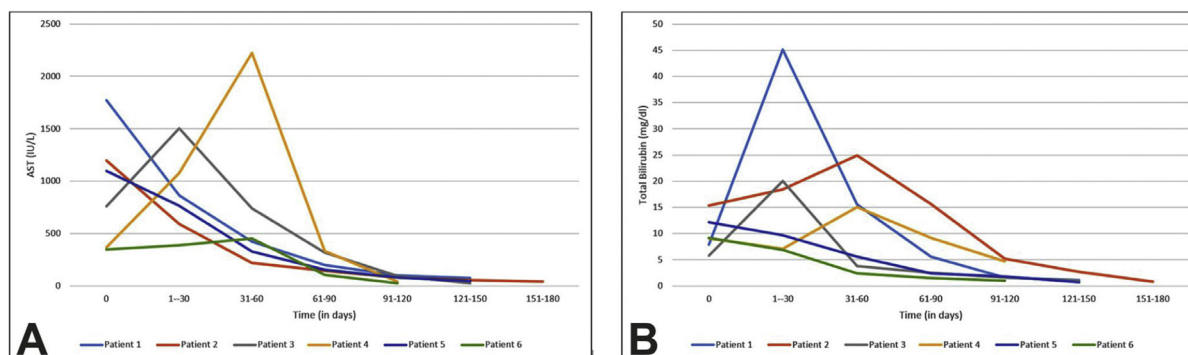 2500
2000
1500
1000
500
0
AST (IU/L)
0 1--30 31-60 61-90 91-120 121-150 151-180
Time (in days)
A
Patient 1 Patient 2 Patient 3 Patient 4 Patient 5 Patient 6
50
45
40
35
30
25
20
15
10
5
0
Total Bilirubin (mg/dl)
0 1--30 31-60 61-90 91-120 121-150 151-180
Time (in days)
B
Patient 1 Patient 2 Patient 3 Patient 4 Patient 5 Patient 6